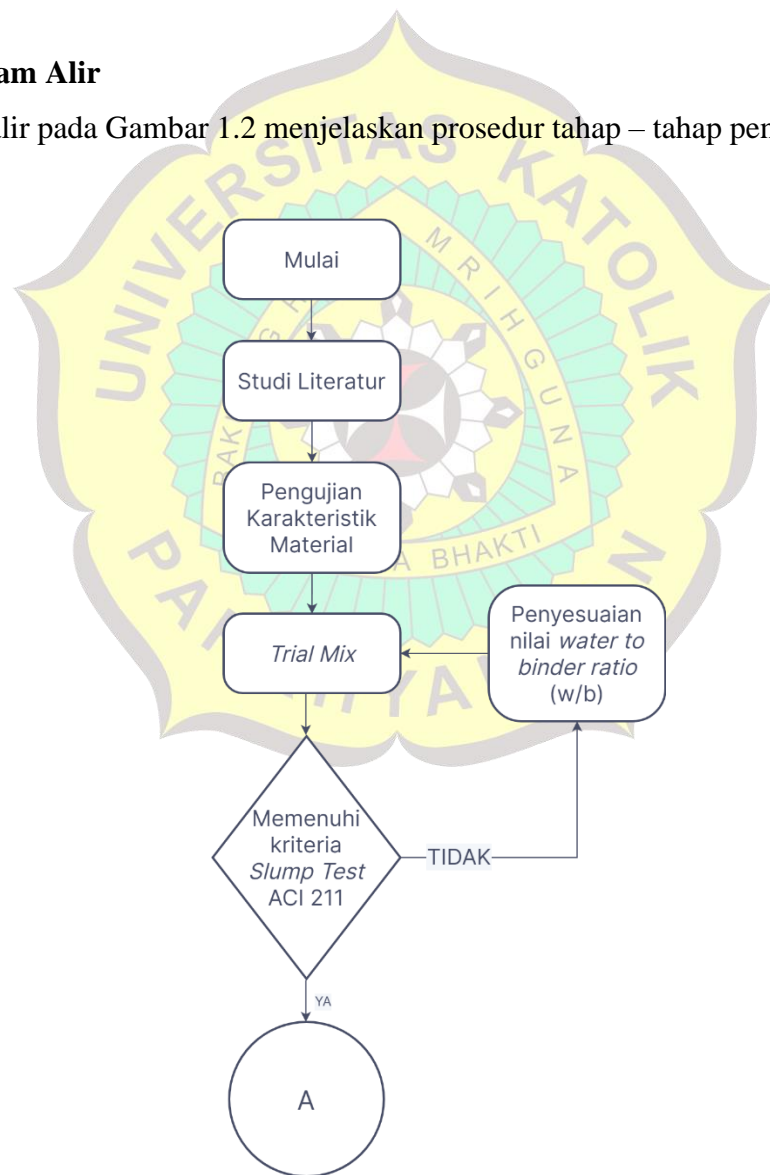 am Alir
lir pada Gambar 1.2 menjelaskan prosedur tahap – tahap pen
UNIVERSITAS KATOLIK
MRIHGUNA
BHAKTI
Mulai
Studi Literatur
Pengujian
Karakteristik
Material
Trial Mix
Penyesuaian
nilai water to
binder ratio
(w/b)
Memenuhi
kriteria
Slump Test
ACI 211
TIDAK
YA
A